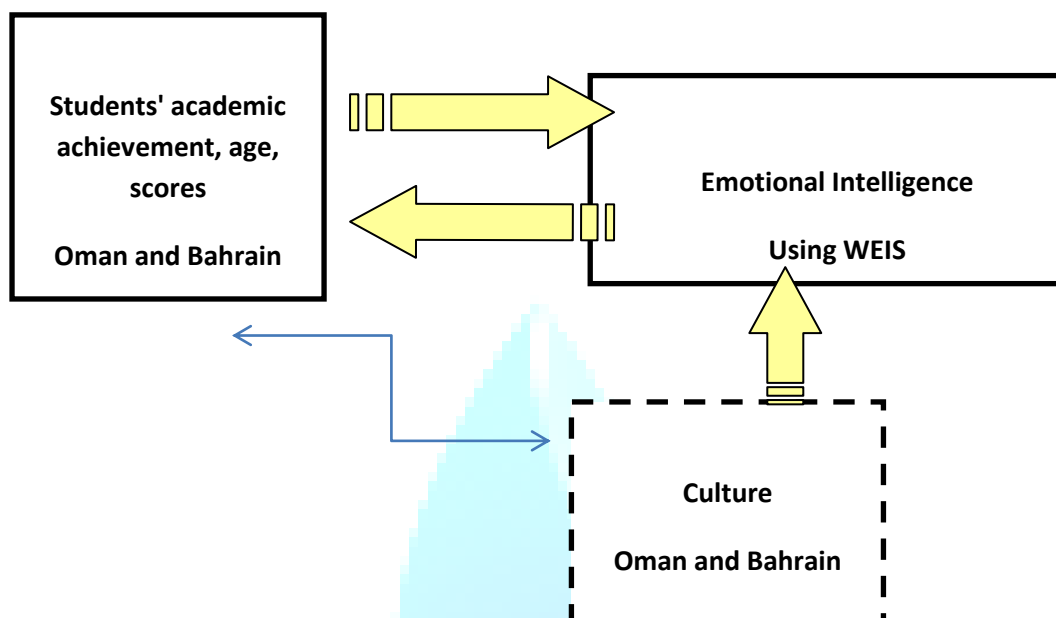 Students' academic
achievement, age,
scores
Oman and Bahrain
Emotional Intelligence
Using WEIS
Culture
Oman and Bahrain